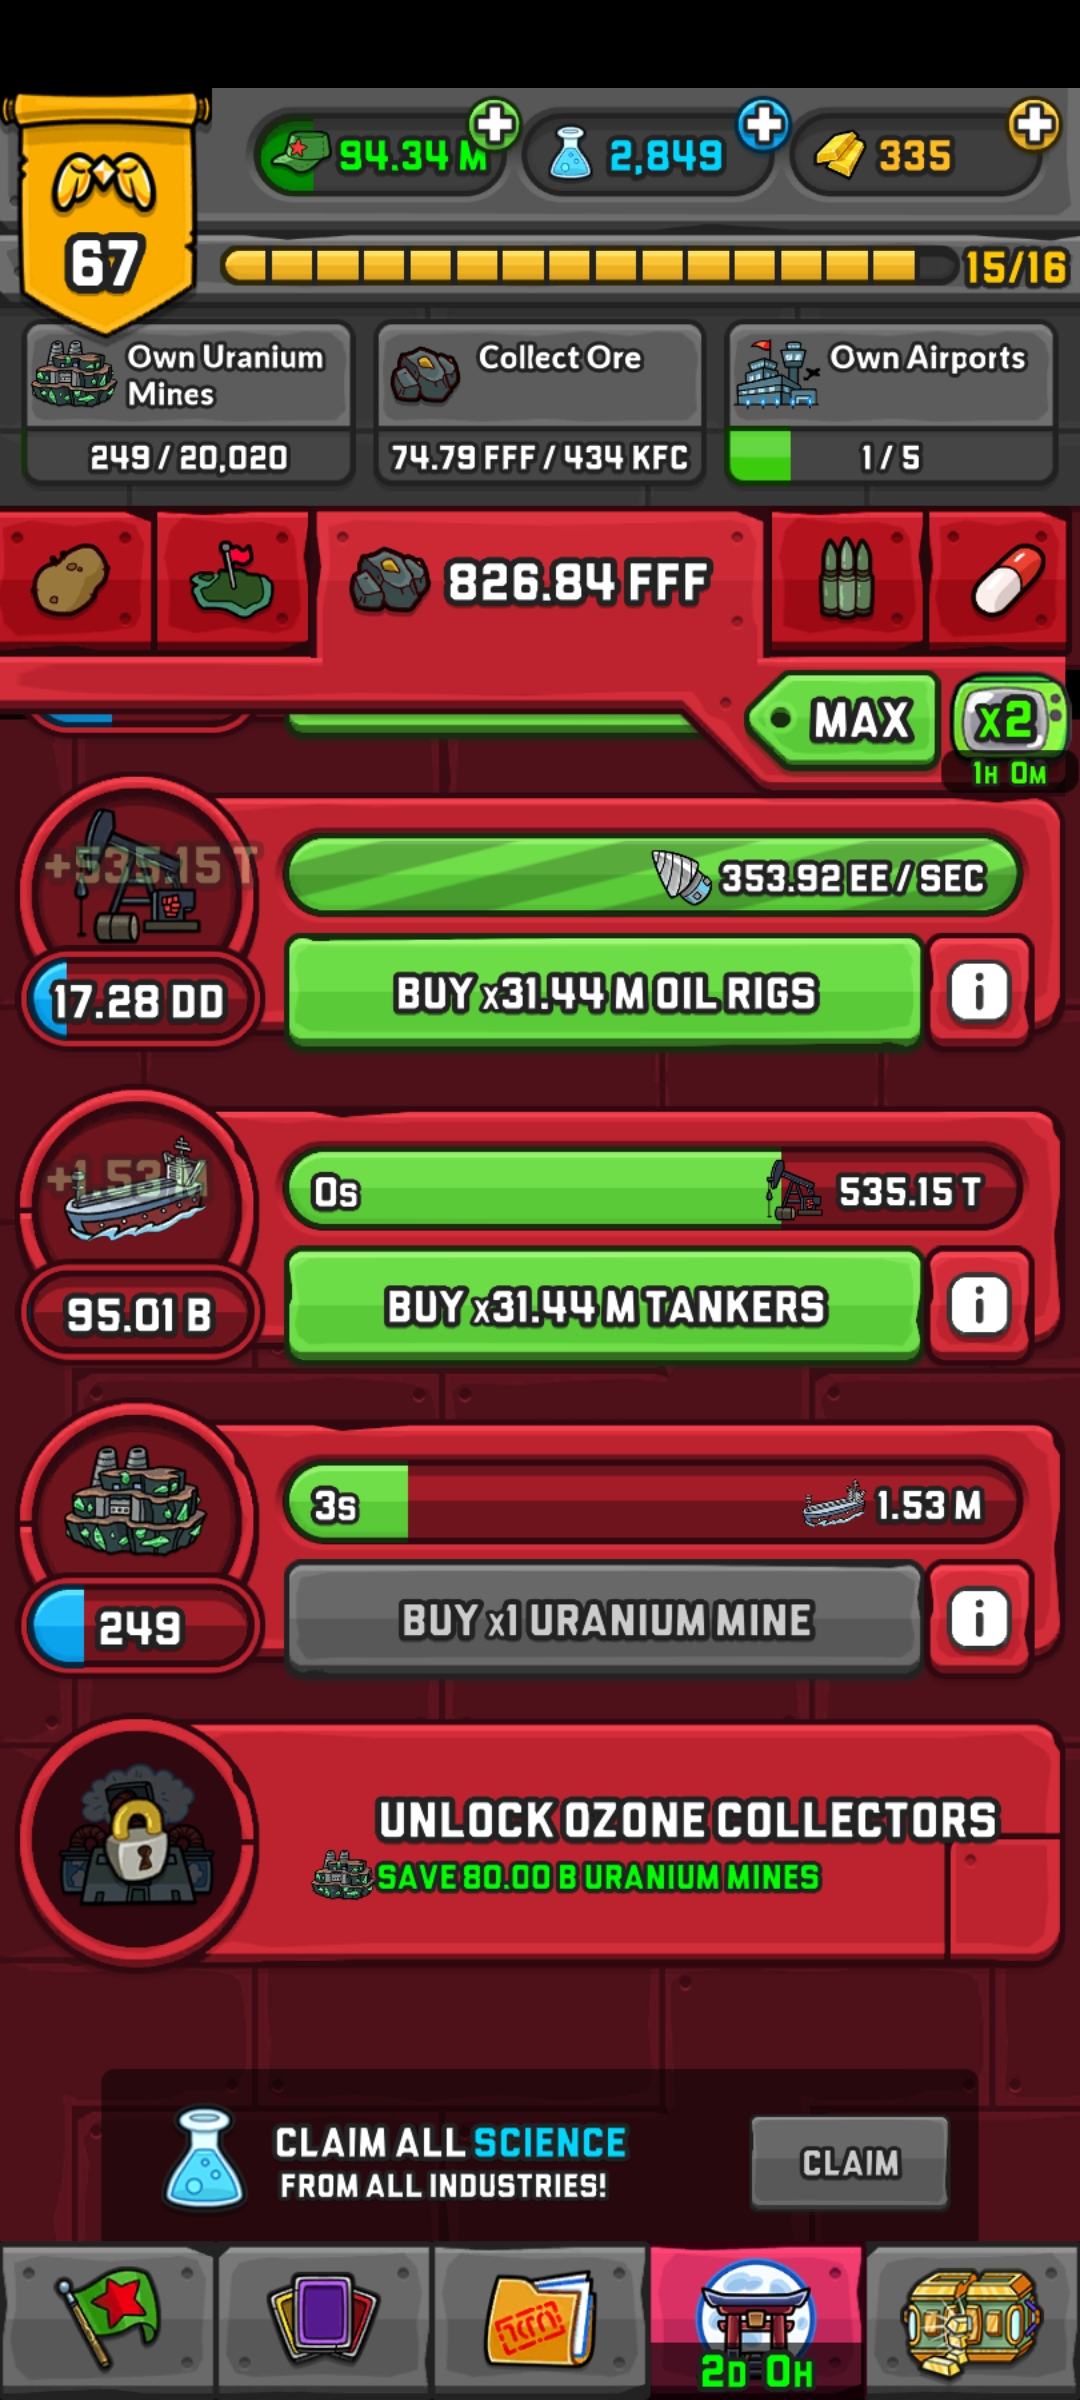 94.34 M
2,849
335
67
15/16
Own Uranium
Mines
249 / 20,020
Collect Ore
74.79 FFF / 434 KFC
Own Airports
1 / 5
826.84 FFF
MAX
x2
1H 0M
+535.15 T
353.92 EE / SEC
17.28 DD
BUY x31.44 M OIL RIGS
i
+1.53 M
0s
535.15 T
95.01 B
BUY x31.44 M TANKERS
i
3s
1.53 M
249
BUY x1 URANIUM MINE
i
UNLOCK OZONE COLLECTORS
SAVE 80.00 B URANIUM MINES
CLAIM ALL SCIENCE
FROM ALL INDUSTRIES!
CLAIM
2D 0H